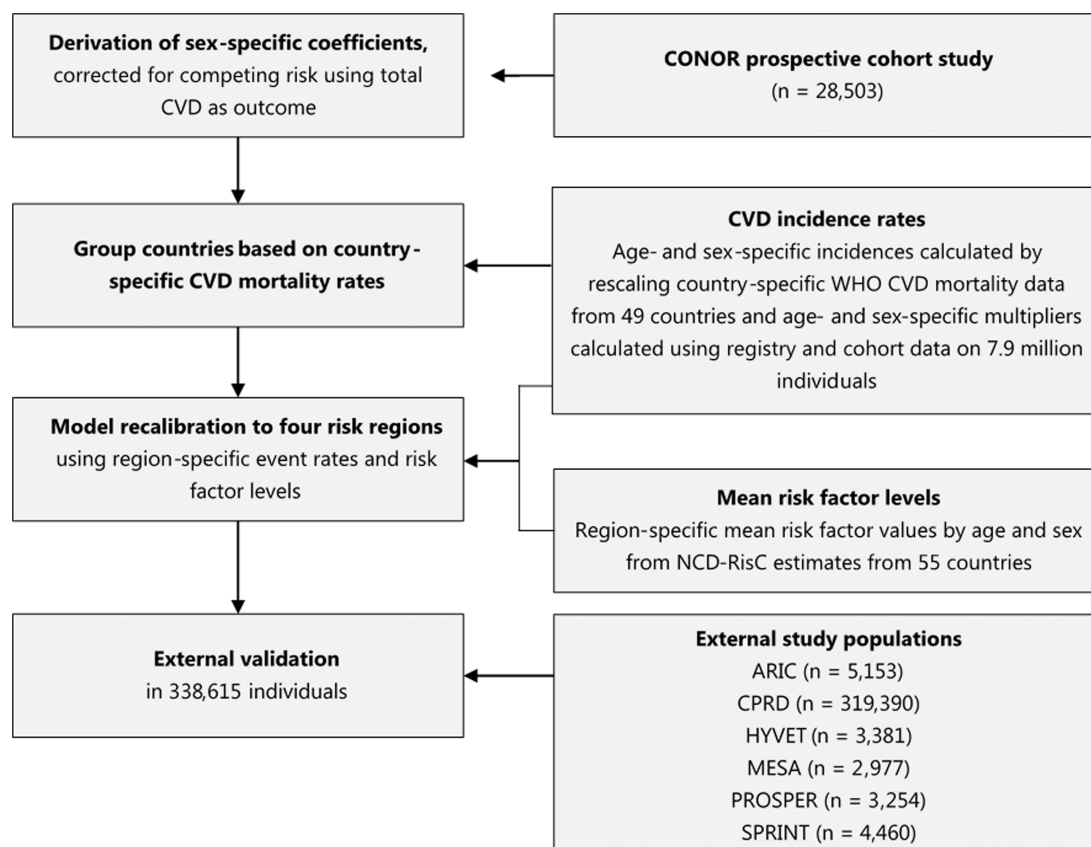 Derivation of sex-specific coefficients,
corrected for competing risk using total
CVD as outcome
CONOR prospective cohort study
(n = 28,503)
Group countries based on country-
specific CVD mortality rates
CVD incidence rates
Age- and sex-specific incidences calculated by
rescaling country-specific WHO CVD mortality data
from 49 countries and age- and sex-specific multipliers
calculated using registry and cohort data on 7.9 million
individuals
Model recalibration to four risk regions
using region-specific event rates and risk
factor levels
Mean risk factor levels
Region-specific mean risk factor values by age and sex
from NCD-RisC estimates from 55 countries
External validation
in 338,615 individuals
External study populations
ARIC (n = 5,153)
CPRD (n = 319,390)
HYVET (n = 3,381)
MESA (n = 2,977)
PROSPER (n = 3,254)
SPRINT (n = 4,460)